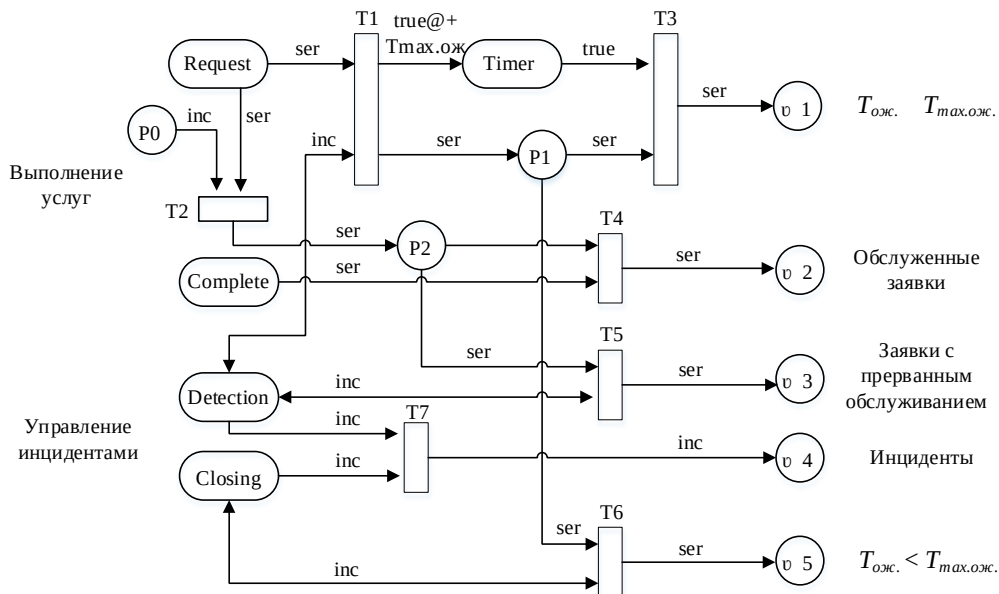 T1
true@+
Tmax.ож
T3
ser
Request
Timer
true
inc
ser
P0
ser
υ 1
Tож. Tmax.ож.
inc
ser
P1
ser
Выполнение
услуг
T2
T4
ser
P2
ser
υ 2
Обслуженные
заявки
Complete
ser
T5
ser
ser
υ 3
Заявки с
прерванным
обслуживанием
Detection
inc
T7
inc
Управление
инцидентами
inc
υ 4
Инциденты
Closing
inc
T6
ser
ser
υ 5
Tож. < Tmax.ож.
inc